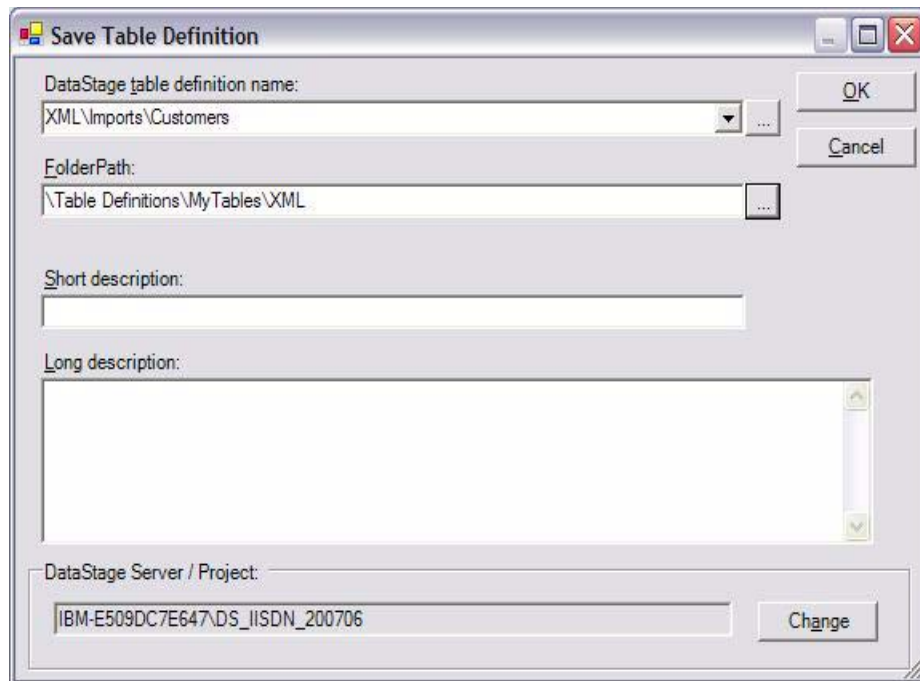 Save Table Definition
DataStage table definition name:
OK
XML\Imports\Customers
...
Cancel
FolderPath:
\Table Definitions\MyTables\XML
...
Short description:
Long description:
DataStage Server / Project:
IBM-E509DC7E647\DS_IISDN_200706
Change